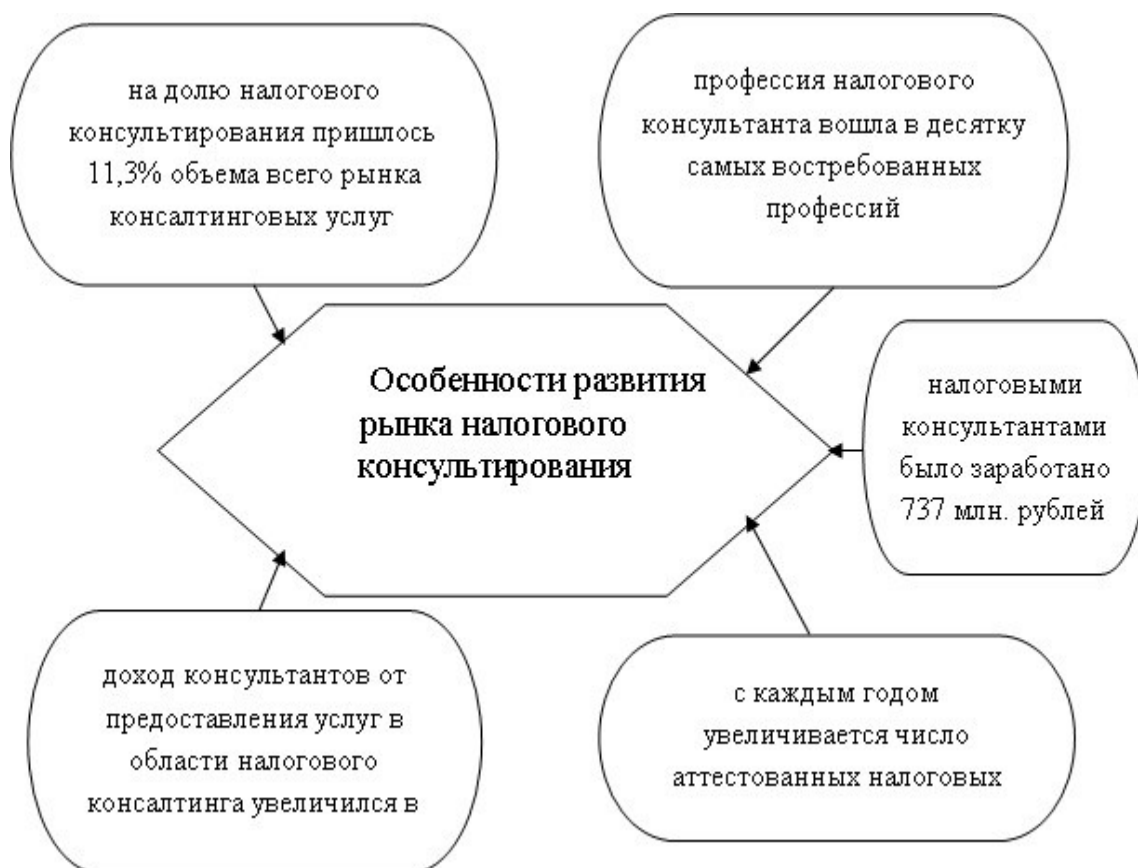 на долю налогового
консультирования пришлось
11,3% объема всего рынка
консалтинговых услуг
профессия налогового
консультанта вошла в десятку
самых востребованных
профессий
Особенности развития
рынка налогового
консультирования
налоговыми
консультантами
было заработано
737 млн. рублей
доход консультантов от
предоставления услуг в
области налогового
консалтинга увеличился в
с каждым годом
увеличивается число
аттестованных налоговых